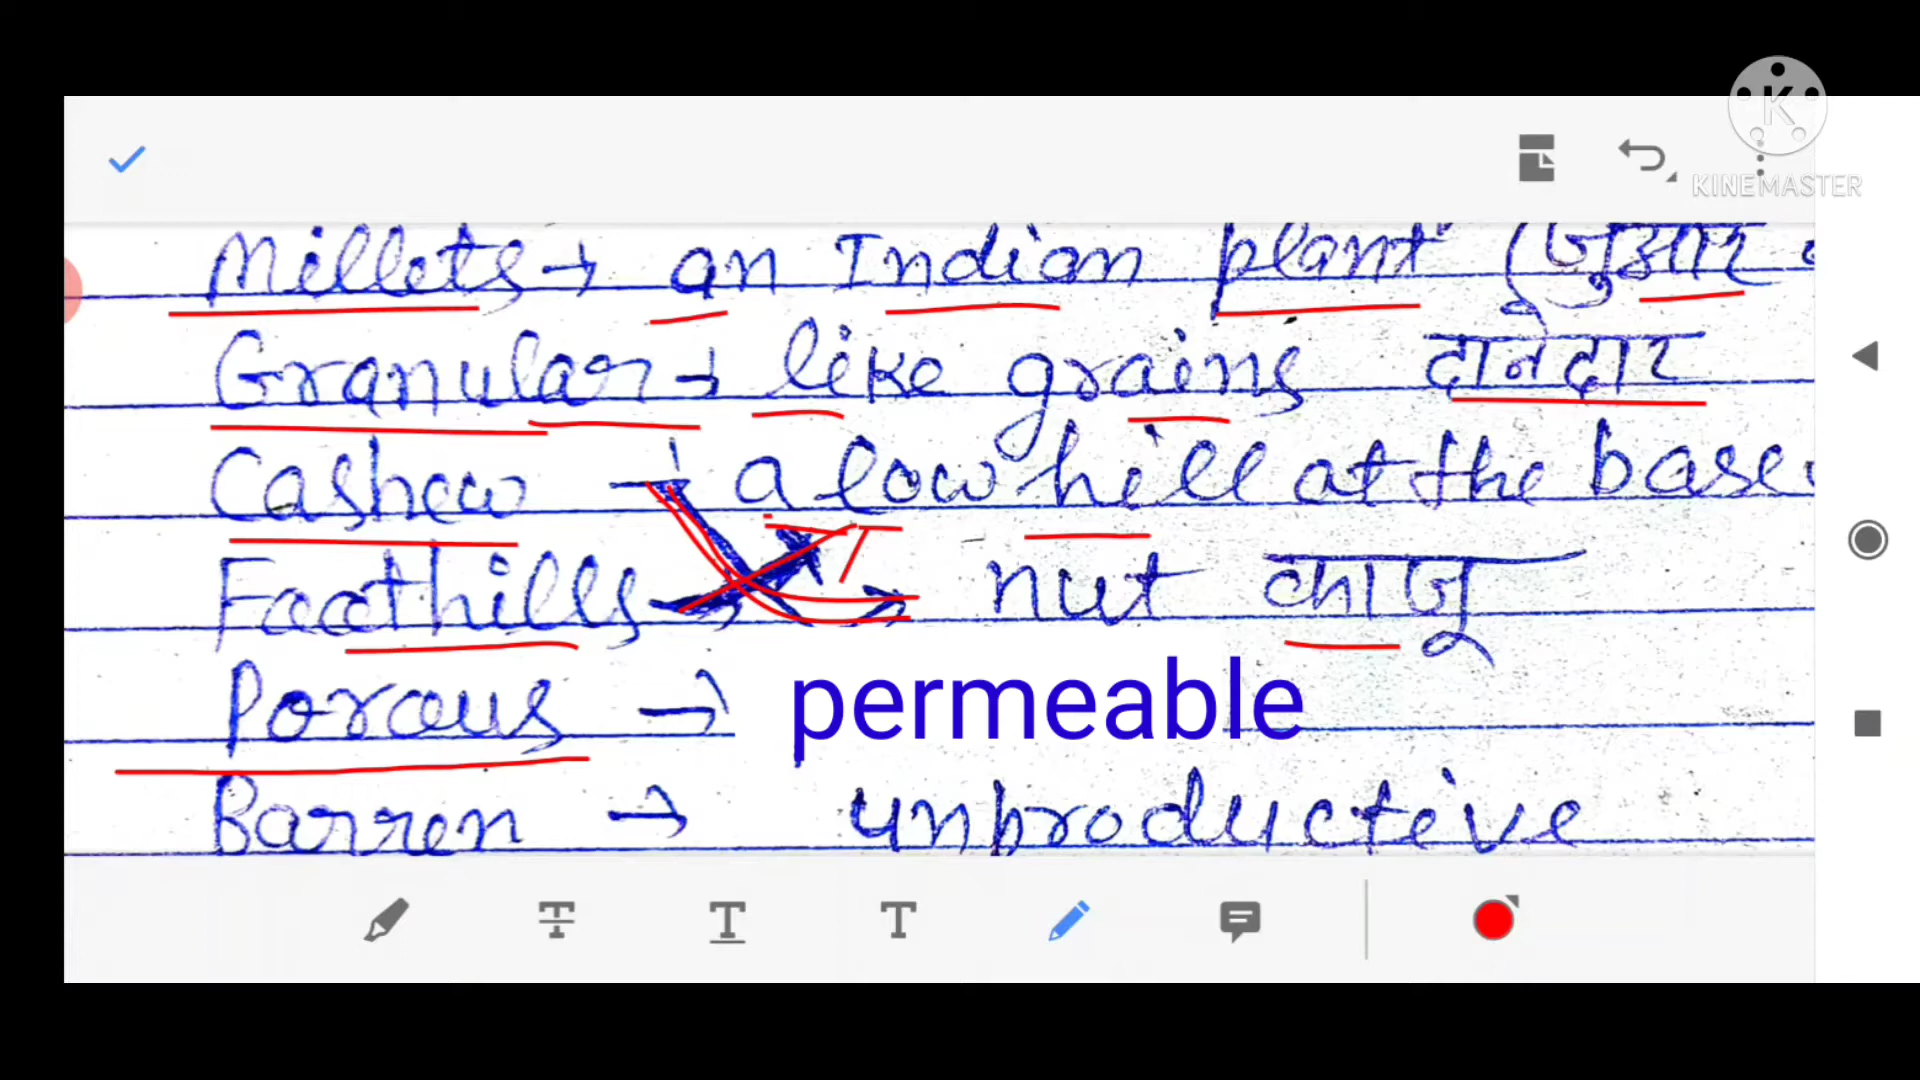 KINEMASTER
Millets → an Indian plant (जुआर
Granular → like grains दानेदार
Cashew → a low hill at the base
Foothills → nut काजू
Porous → permeable
Barren → unproductive